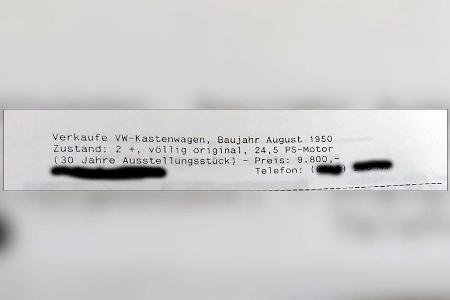 Verkaufe VW-Kastenwagen, Baujahr August 1950
Zustand: 2 +, völlig original, 24,5 PS-Motor
(30 Jahre Ausstellungsstück) - Preis: 9.800,-
Telefon: (      )